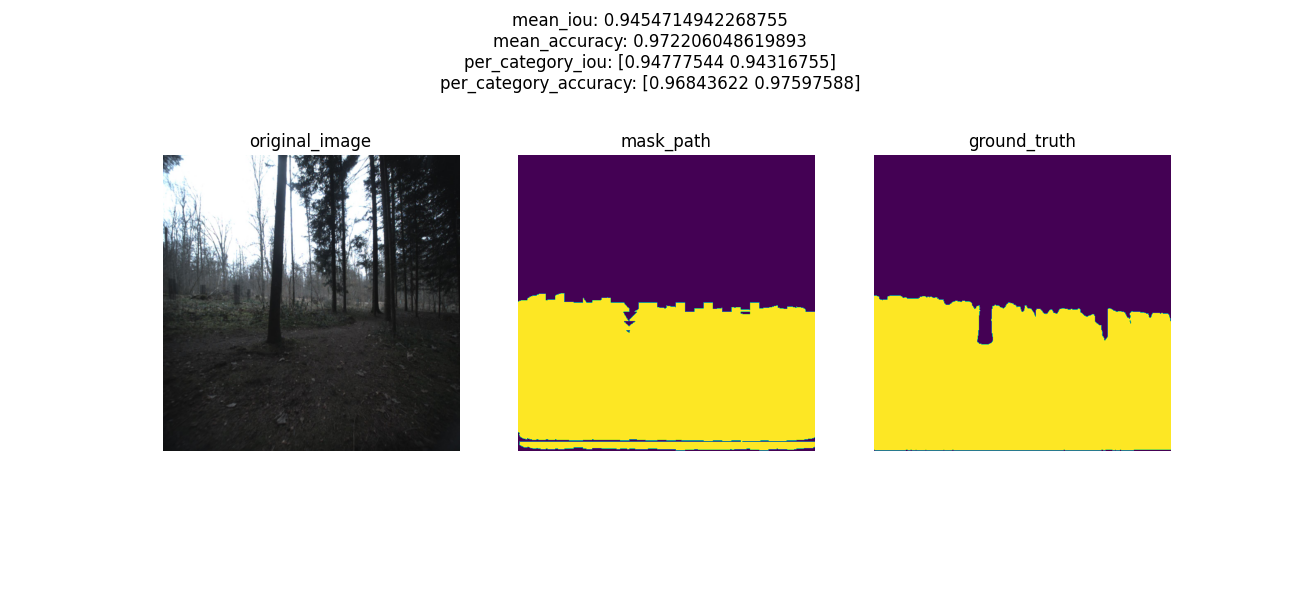 mean_iou: 0.9454714942268755
mean_accuracy: 0.972206048619893
per_category_iou: [0.94777544 0.94316755]
per_category_accuracy: [0.96843622 0.97597588]
original_image
mask_path
ground_truth